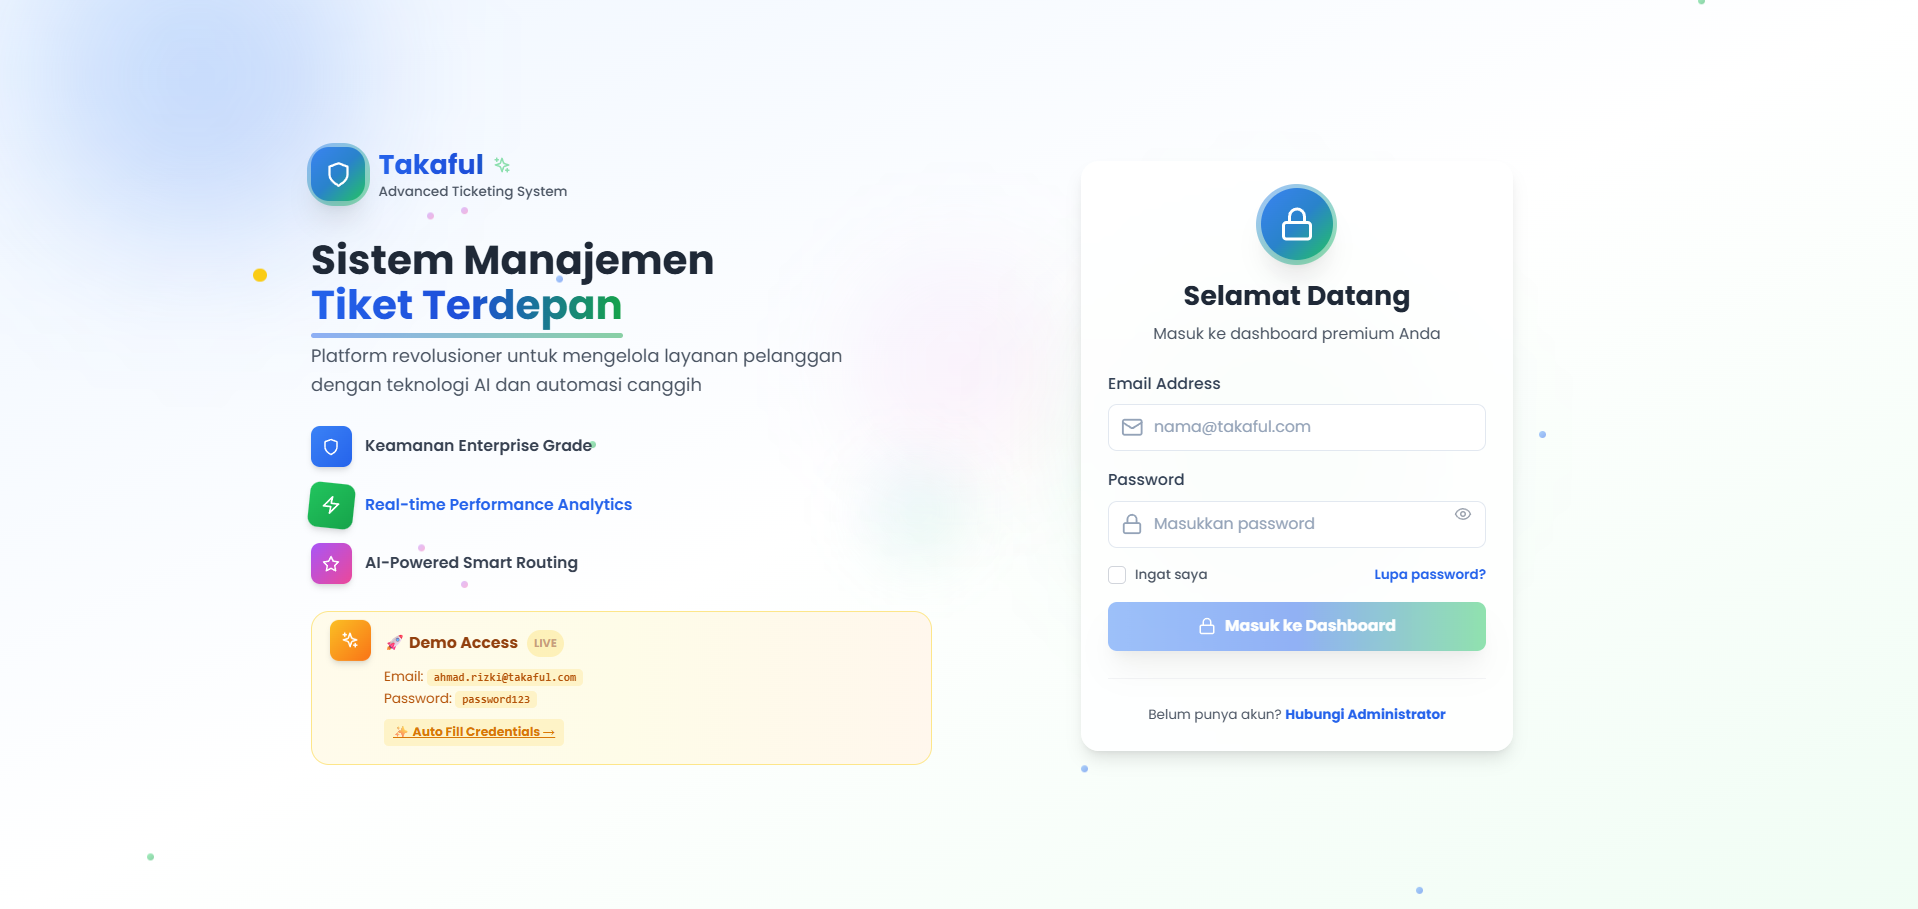 Takaful
Advanced Ticketing System
Sistem Manajemen
Tiket Terdepan
Platform revolusioner untuk mengelola layanan pelanggan
dengan teknologi AI dan automasi canggih
Keamanan Enterprise Grade
Real-time Performance Analytics
AI-Powered Smart Routing
🚀 Demo Access LIVE
Email: ahmad.rizki@takaful.com
Password: password123
✨ Auto Fill Credentials →
Selamat Datang
Masuk ke dashboard premium Anda
Email Address
nama@takaful.com
Password
Masukkan password
Ingat saya Lupa password?
Masuk ke Dashboard
Belum punya akun? Hubungi Administrator